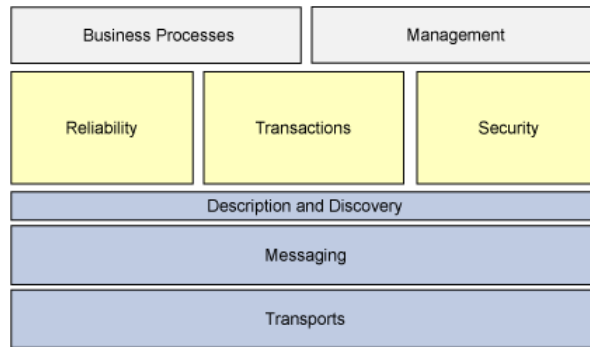 Business Processes
Management
Reliability
Transactions
Security
Description and Discovery
Messaging
Transports